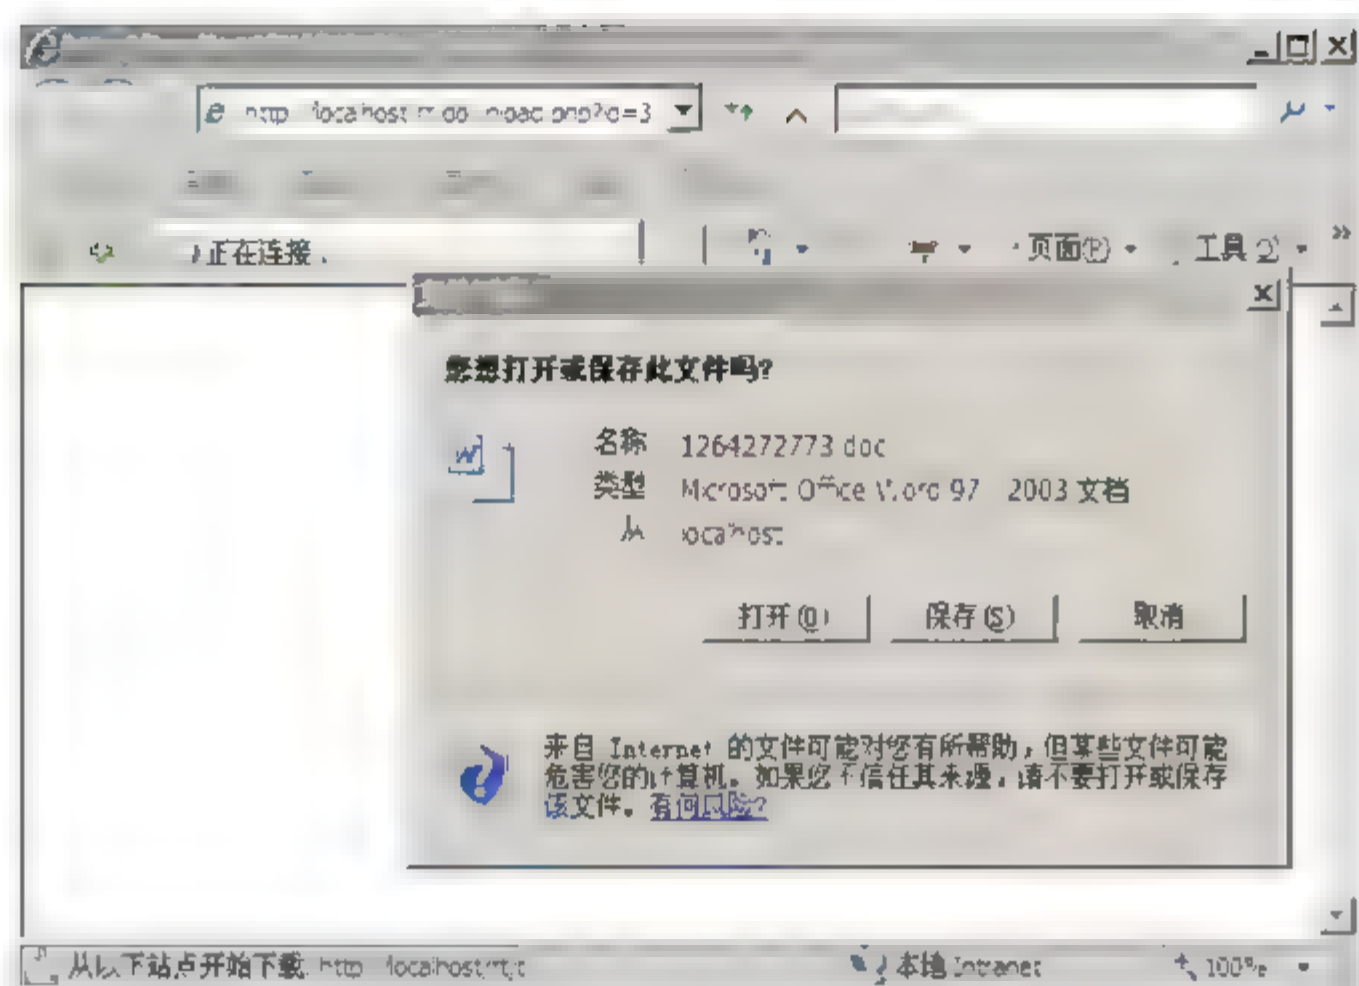 正在连接
页面(P)
工具
您想打开或保存此文件吗?
名称 1264272773.doc
类型 Microsoft Office Word 97 - 2003 文档
从 localhost
打开(O)
保存(S)
取消
来自 Internet 的文件可能对您有所帮助,但某些文件可能
危害您的计算机。如果您不信任其来源,请不要打开或保存
该文件。有何风险?
从以下站点开始下载: http
本地 Intranet
100%